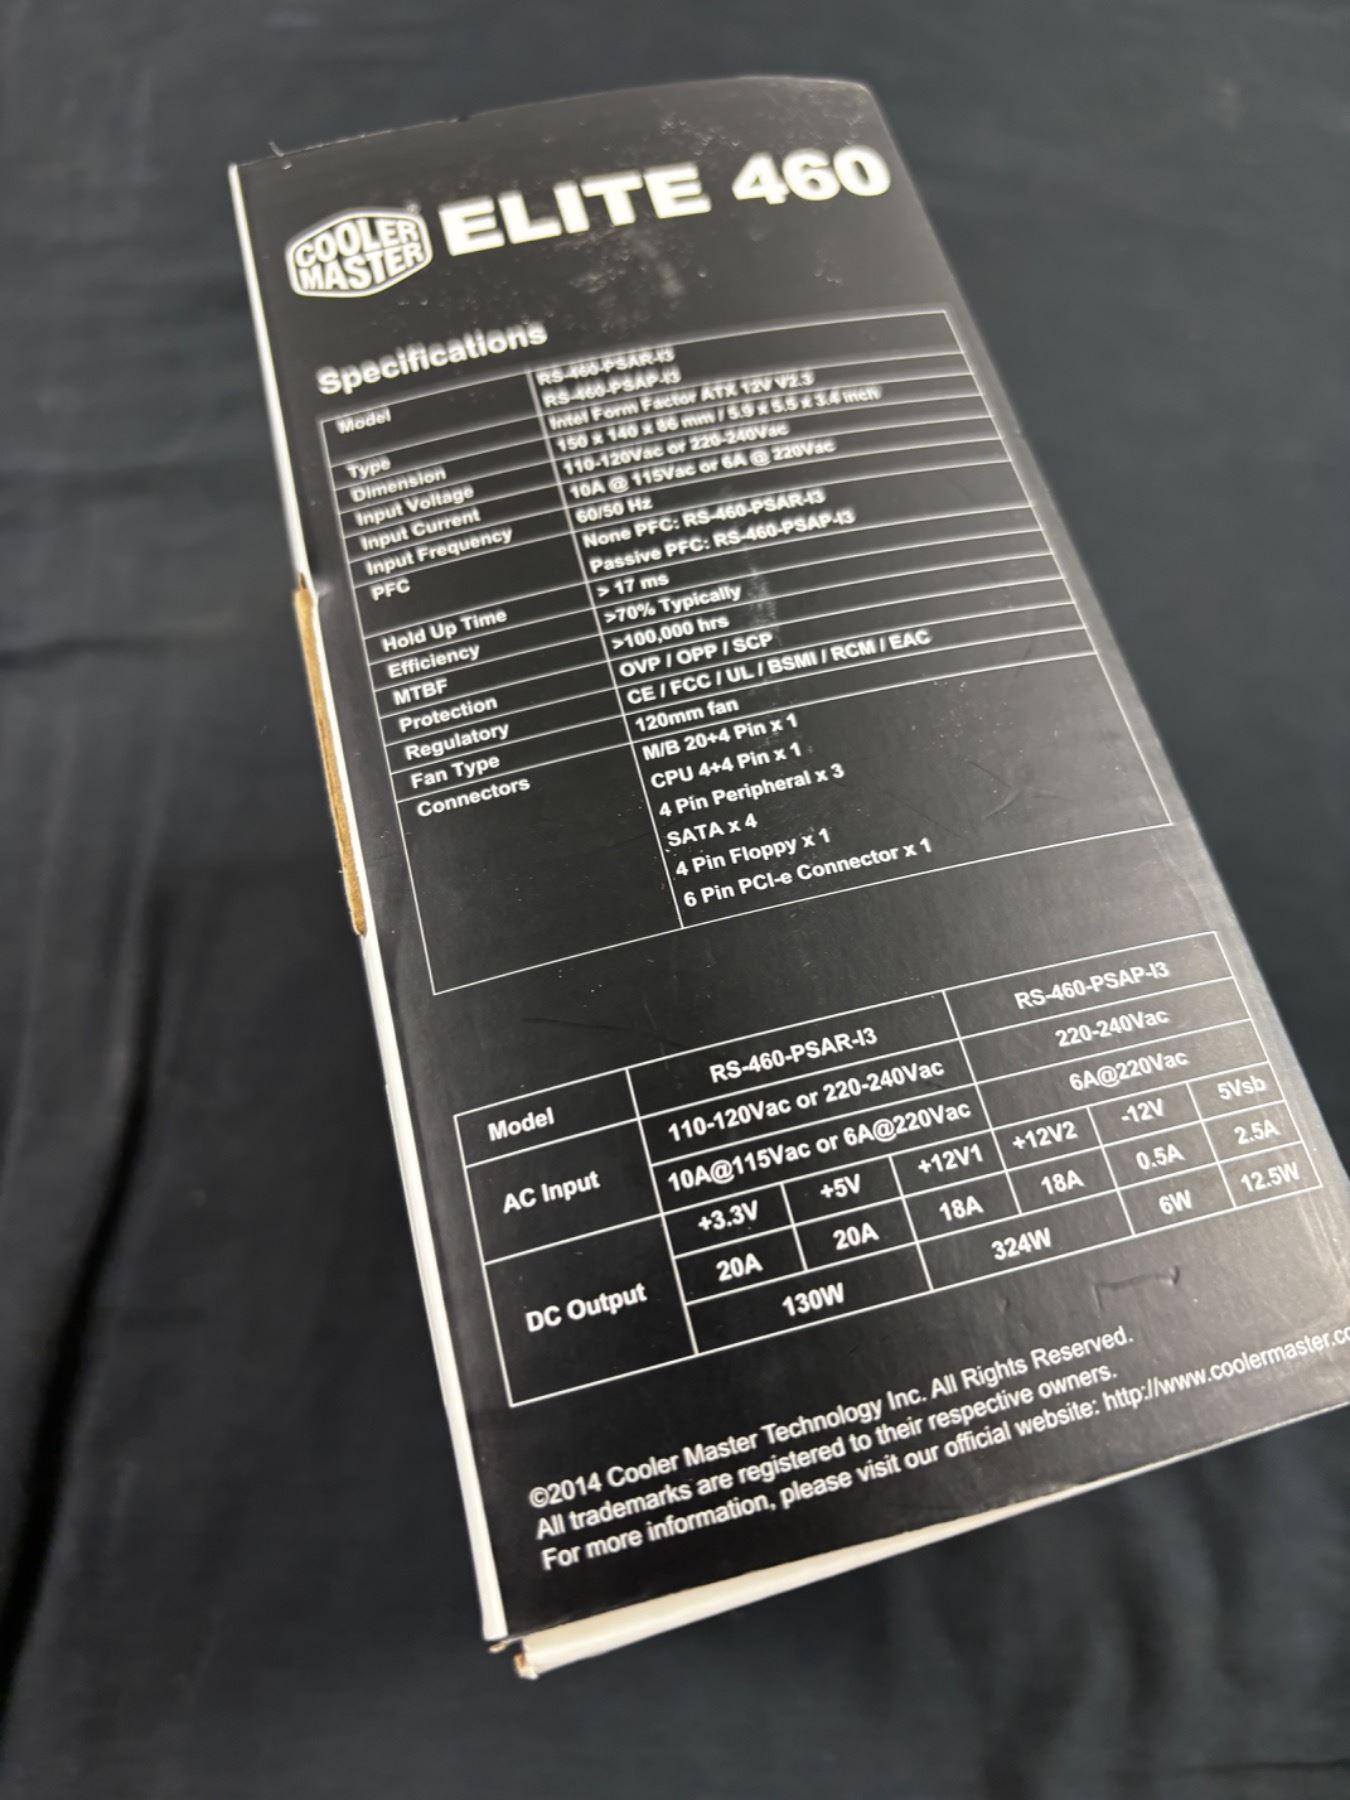 COOLER MASTER ® ELITE 460
Specifications
Model RS-460-PSAR-I3
RS-460-PSAP-I3
Type Intel Form Factor ATX 12V V2.3
Dimension 150 x 140 x 86 mm / 5.9 x 5.5 x 3.4 inch
Input Voltage 110-120Vac or 220-240Vac
Input Current 10A @ 115Vac or 6A @ 220Vac
Input Frequency 60/50 Hz
PFC None PFC: RS-460-PSAR-I3
Passive PFC: RS-460-PSAP-I3
Hold Up Time > 17 ms
Efficiency >70% Typically
MTBF >100,000 hrs
Protection OVP / OPP / SCP
Regulatory CE / FCC / UL / BSMI / RCM / EAC
Fan Type 120mm fan
Connectors M/B 20+4 Pin x 1
CPU 4+4 Pin x 1
4 Pin Peripheral x 3
SATA x 4
4 Pin Floppy x 1
6 Pin PCI-e Connector x 1
Model RS-460-PSAR-I3 RS-460-PSAP-I3
AC Input 110-120Vac or 220-240Vac 220-240Vac
10A@115Vac or 6A@220Vac 6A@220Vac
DC Output +3.3V +5V +12V1 +12V2 -12V 5Vsb
20A 20A 18A 18A 0.5A 2.5A
130W 324W 6W 12.5W
©2014 Cooler Master Technology Inc. All Rights Reserved.
All trademarks are registered to their respective owners.
For more information, please visit our official website: http://www.coolermaster.co